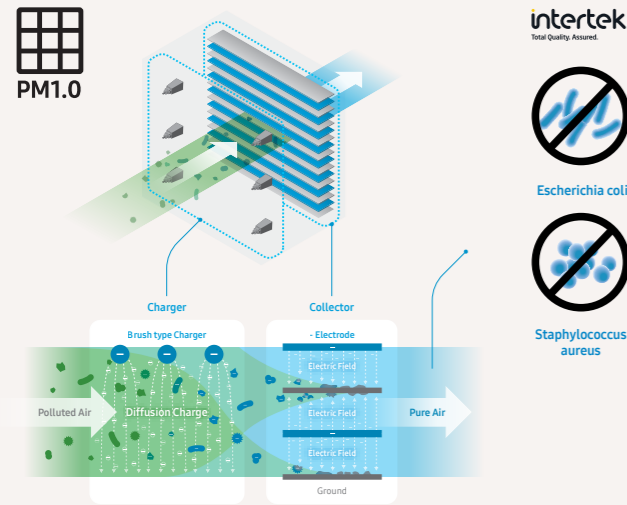 PM1.0
intertek
Total Quality. Assured.
Escherichia coli
Staphylococcus
aureus
Charger
Collector
Brush type Charger
- Electrode
Electric Field
Polluted Air
Diffusion Charge
Electric Field
Pure Air
Electric Field
Ground